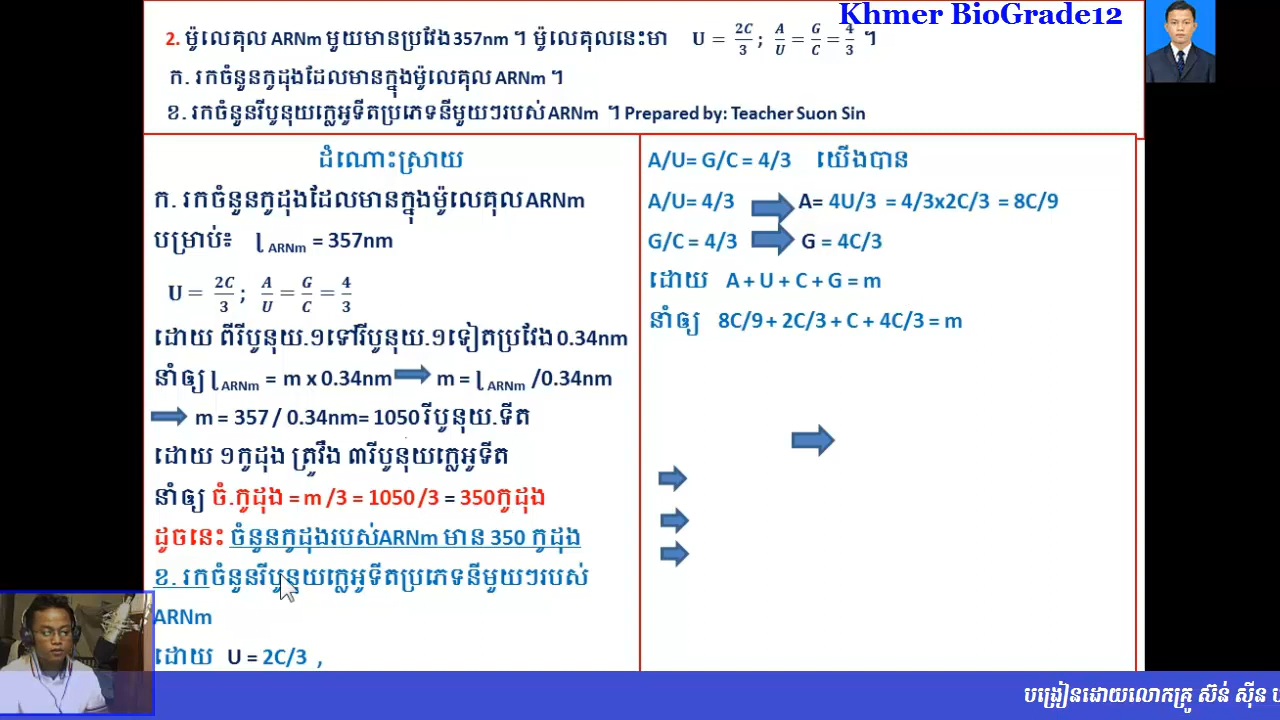 Khmer BioGrade12
2. ម៉ូលេគុល ARNm មួយមានប្រវែង 357nm ។ ម៉ូលេគុលនេះមា U = 2C/3 ; A/U = G/C = 4/3 ។
ក. រកចំនួនកូដុងដែលមានក្នុងម៉ូលេគុល ARNm ។
ខ. រកចំនួនរីបូនុយក្លេអូទីតប្រភេទនីមួយៗរបស់ ARNm ។ Prepared by: Teacher Suon Sin
ដំណោះស្រាយ
ក. រកចំនួនកូដុងដែលមានក្នុងម៉ូលេគុលARNm
បម្រាប់៖ l ARNm = 357nm
U = 2C/3 ; A/U = G/C = 4/3
ដោយ ពីរីបូនុយ.១ទៅរីបូនុយ.១ទៀតប្រវែង 0.34nm
នាំឲ្យ l ARNm = m x 0.34nm m = l ARNm /0.34nm
m = 357 / 0.34nm= 1050 រីបូនុយ.ទីត
ដោយ ១កូដុង ត្រូវឹង ៣រីបូនុយក្លេអូទីត
នាំឲ្យ ចំ.កូដុង = m /3 = 1050 /3 = 350កូដុង
ដូចនេះ ចំនួនកូដុងរបស់ARNm មាន 350 កូដុង
ខ. រកចំនួនរីបូនុយក្លេអូទីតប្រភេទនីមួយៗរបស់
ARNm
ដោយ U = 2C/3 ,
A/U= G/C = 4/3 យើងបាន
A/U= 4/3 A= 4U/3 = 4/3x2C/3 = 8C/9
G/C = 4/3 G = 4C/3
ដោយ A + U + C + G = m
នាំឲ្យ 8C/9 + 2C/3 + C + 4C/3 = m
បង្រៀនដោយលោកគ្រូ ស៊ន់ ស៊ីន